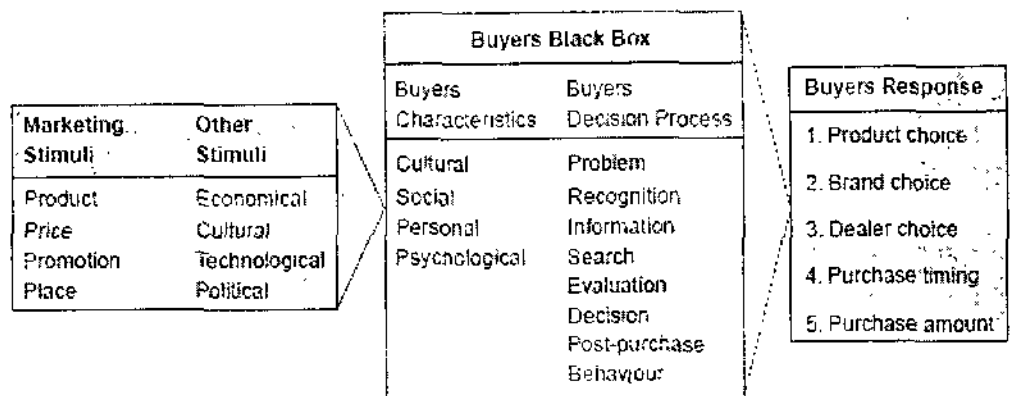 Marketing Other
Stimuli Stimuli
Product Economical
Price Cultural
Promotion Technological
Place Political
Buyers Black Box
Buyers Buyers
Characteristics Decision Process
Cultural Problem
Social Recognition
Personal Information
Psychological Search
Evaluation
Decision
Post-purchase
Behaviour
Buyers Response
1. Product choice
2. Brand choice
3. Dealer choice
4. Purchase timing
5. Purchase amount